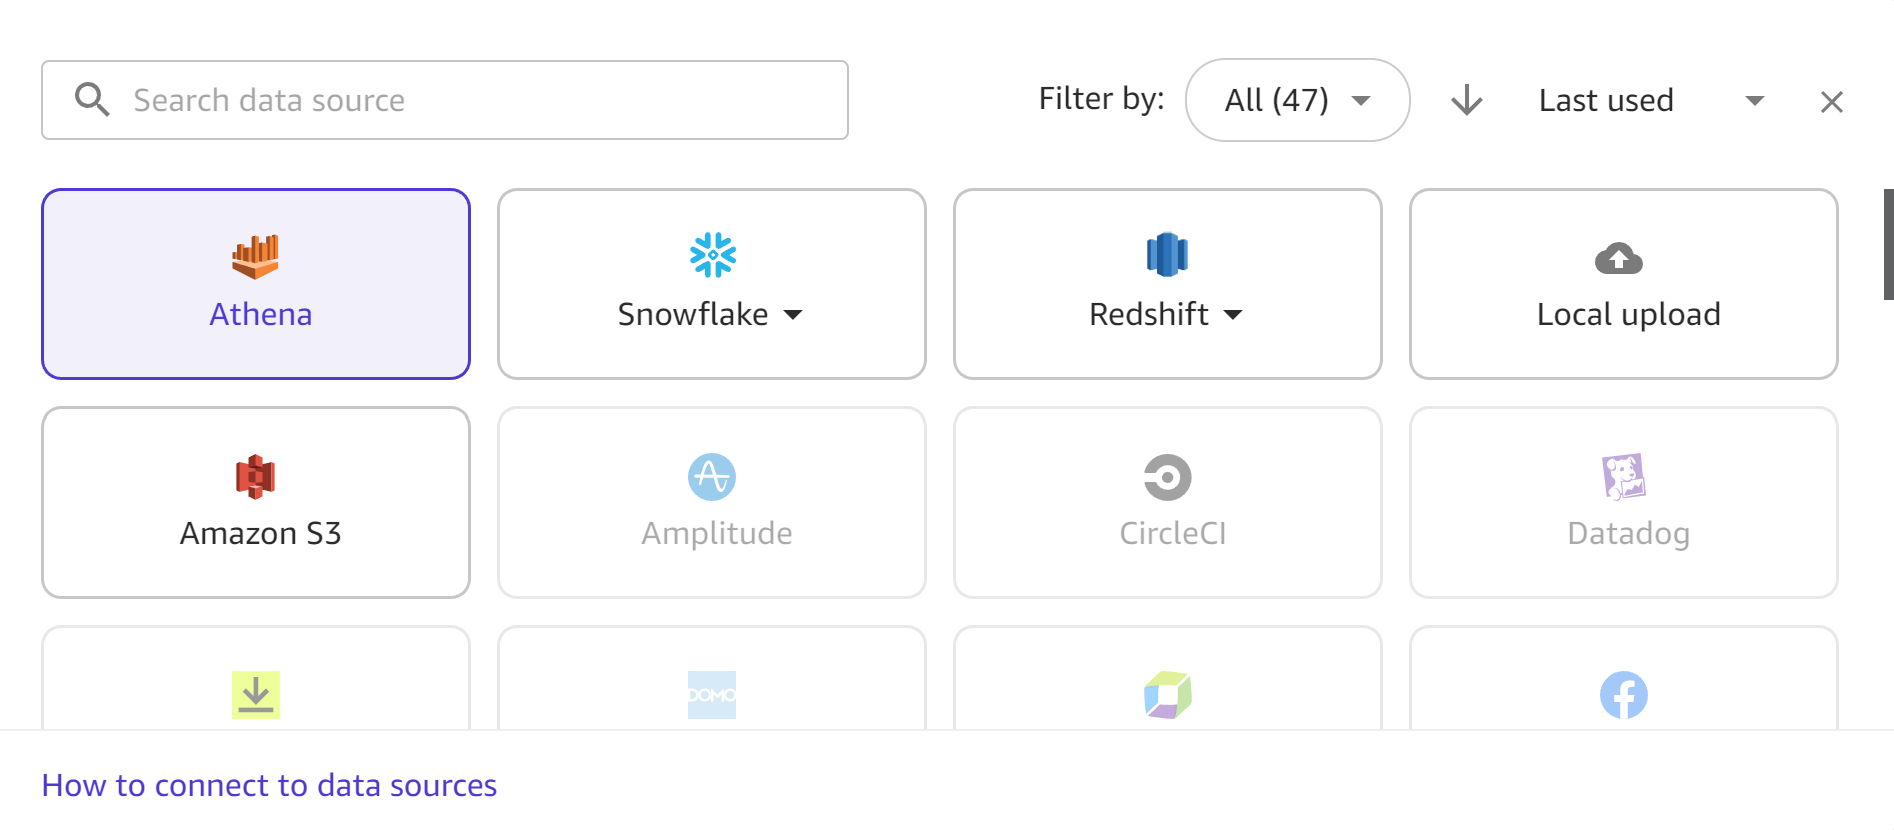 Search data source
Filter by: All (47) Last used
Athena Snowflake Redshift Local upload
Amazon S3 Amplitude CircleCI Datadog
DOMO
How to connect to data sources